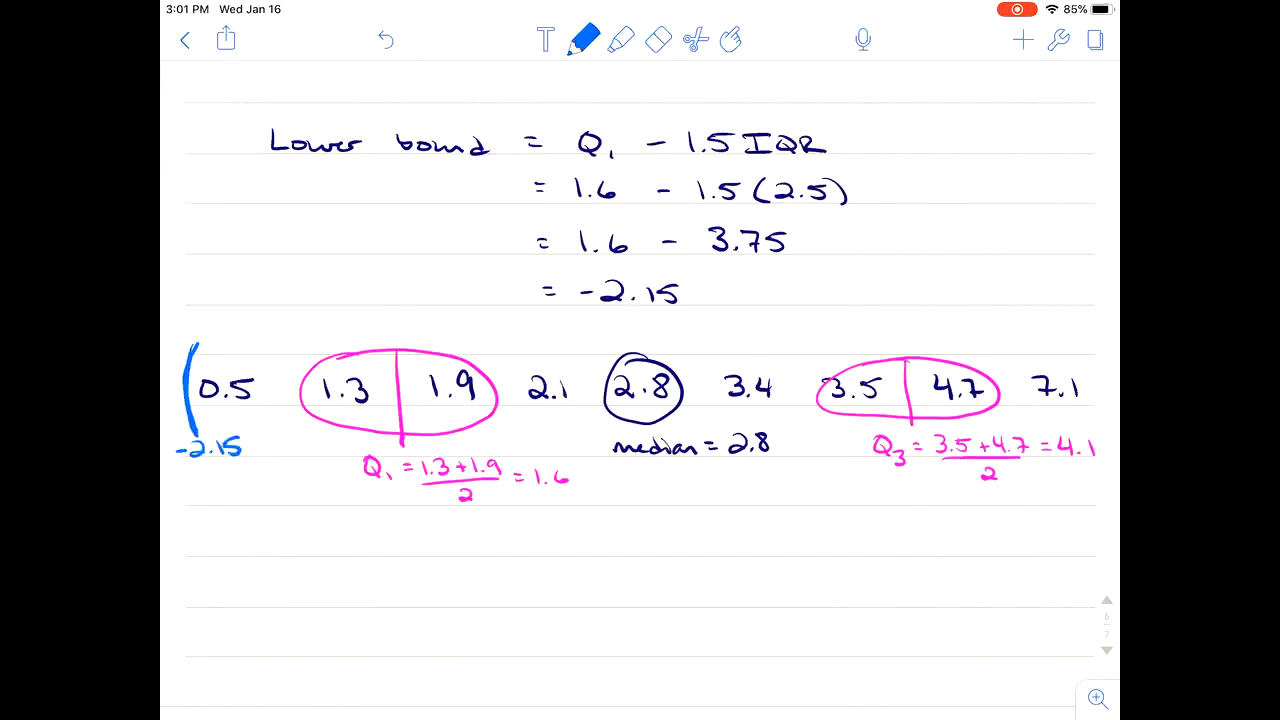 3:01 PM Wed Jan 16 85%
T
Lower bound = Q₁ - 1.5 IQR
= 1.6 - 1.5(2.5)
= 1.6 - 3.75
= -2.15
0.5 1.3 1.9 2.1 2.8 3.4 3.5 4.7 7.1
-2.15
median = 2.8
Q₃ = 3.5+4.7/2 = 4.1
Q₁ = 1.3+1.9/2 = 1.6
6
7